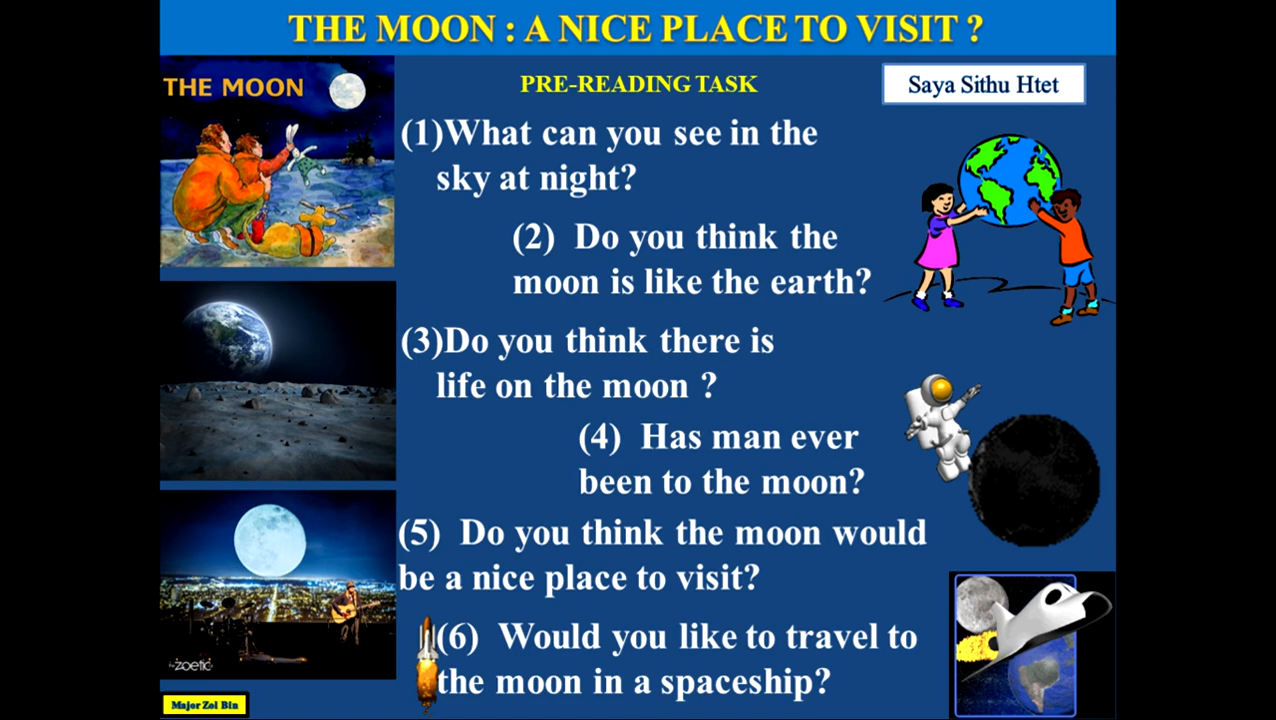 THE MOON : A NICE PLACE TO VISIT ?
THE MOON
PRE-READING TASK
Saya Sithu Htet
(1)What can you see in the
sky at night?
(2) Do you think the
moon is like the earth?
(3)Do you think there is
life on the moon ?
(4) Has man ever
been to the moon?
(5) Do you think the moon would
be a nice place to visit?
(6) Would you like to travel to
the moon in a spaceship?
zoetic
Major Zol Bin